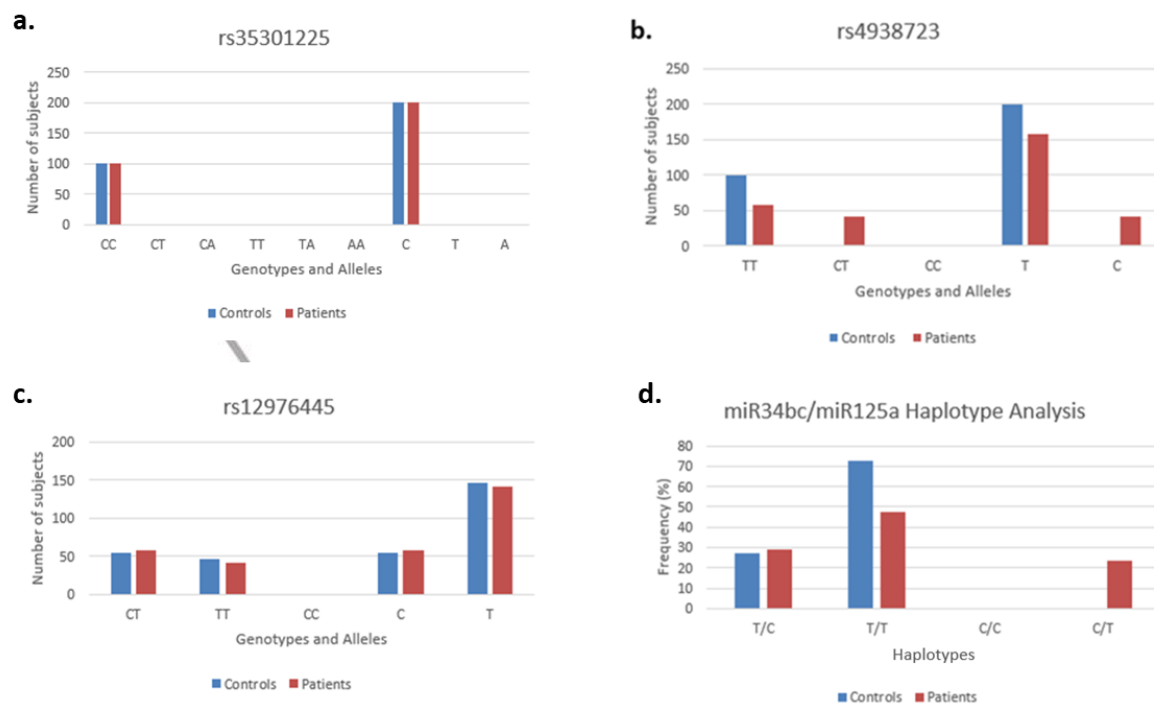 a.
rs35301225
Number of subjects
250
200
150
100
50
0
CC CT CA TT TA AA C T A
Genotypes and Alleles
Controls Patients
b.
rs4938723
Number of subjects
250
200
150
100
50
0
TT CT CC T C
Genotypes and Alleles
Controls Patients
c.
rs12976445
Number of subjects
200
150
100
50
0
CT TT CC C T
Genotypes and Alleles
Controls Patients
d.
miR34bc/miR125a Haplotype Analysis
Frequency (%)
80
70
60
50
40
30
20
10
0
T/C T/T C/C C/T
Haplotypes
Controls Patients